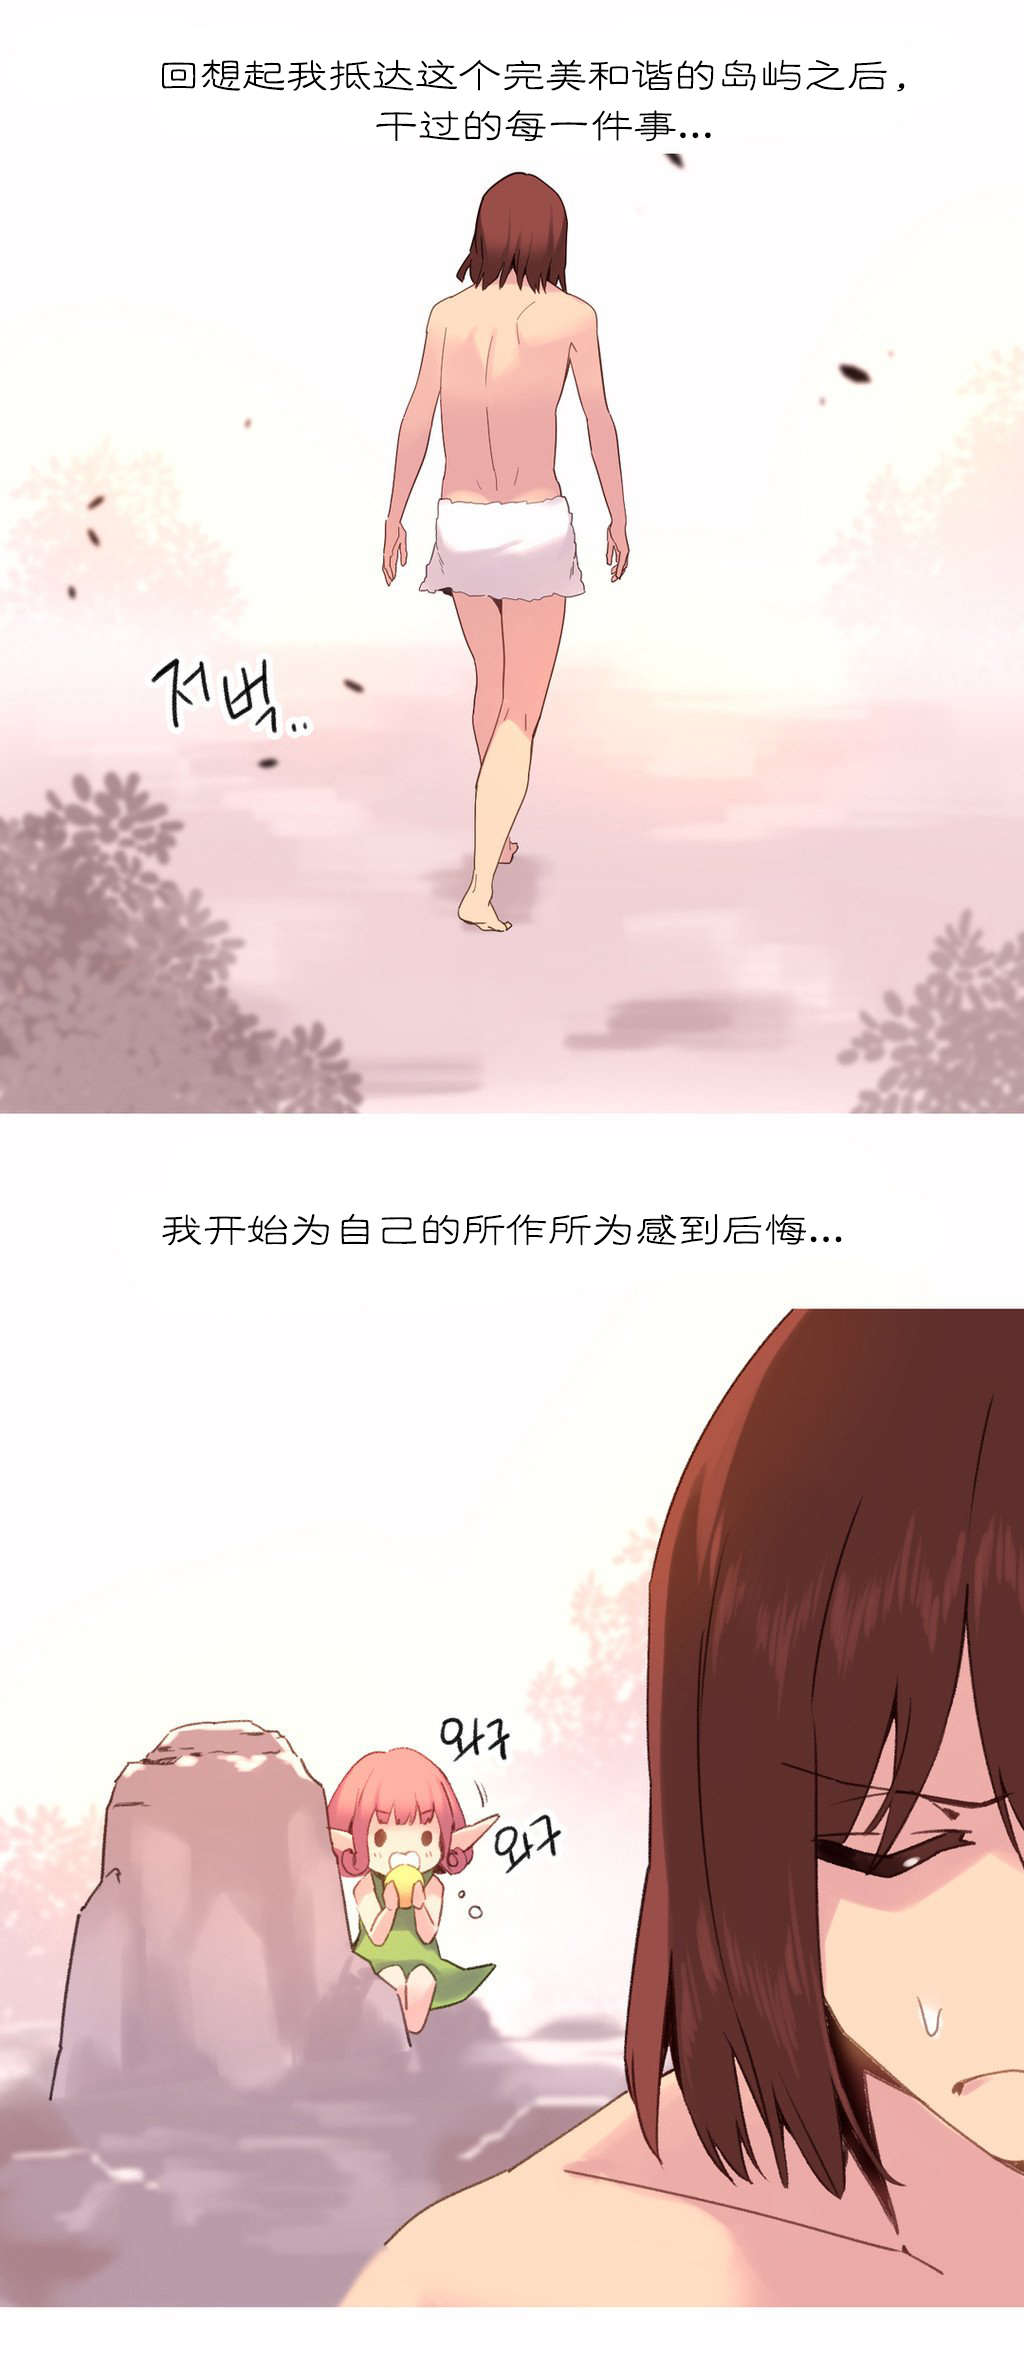 回想起我抵达这个完美和谐的岛屿之后，
干过的每一件事...
저벅..
我开始为自己的所作所为感到后悔...
와구
와구